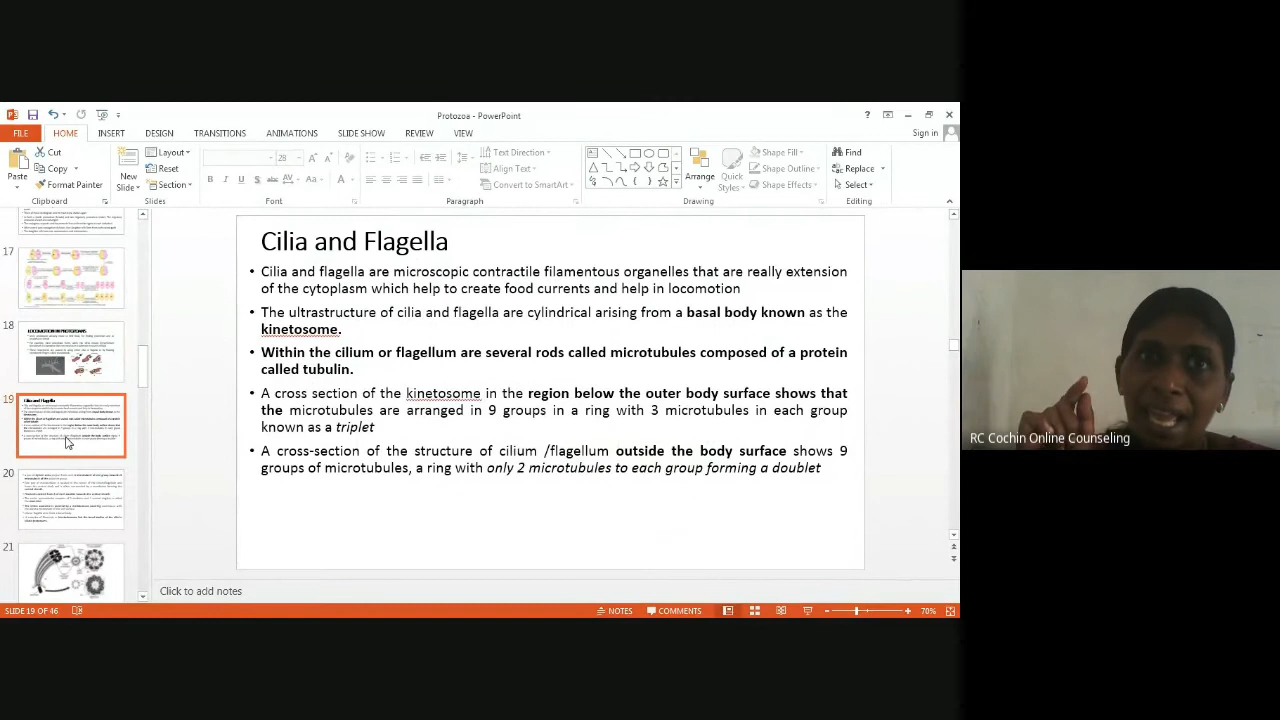 Protozoa - PowerPoint
Sign in
FILE HOME INSERT DESIGN TRANSITIONS ANIMATIONS SLIDE SHOW REVIEW VIEW
Paste
Cut
Copy
Format Painter
Clipboard
New
Slide
Layout
Reset
Section
Slides
28
Font
Text Direction
Align Text
Convert to SmartArt
Paragraph
Arrange
Quick
Styles
Shape Fill
Shape Outline
Shape Effects
Drawing
Find
Replace
Select
Editing
17
18
LOCOMOTION IN PROTOZOANS
19
Cilia and Flagella
20
21
Cilia and Flagella
• Cilia and flagella are microscopic contractile filamentous organelles that are really extension
of the cytoplasm which help to create food currents and help in locomotion
• The ultrastructure of cilia and flagella are cylindrical arising from a basal body known as the
kinetosome.
Within the cilium or flagellum are several rods called microtubules composed of a protein
called tubulin.
• A cross section of the kinetosome in the region below the outer body surface shows that
the microtubules are arranged 9 groups in a ring with 3 microtubules in each group
known as a triplet
• A cross-section of the structure of cilium /flagellum outside the body surface shows 9
groups of microtubules, a ring with only 2 microtubules to each group forming a doublet
Click to add notes
SLIDE 19 OF 46
NOTES COMMENTS
70%
RC Cochin Online Counseling